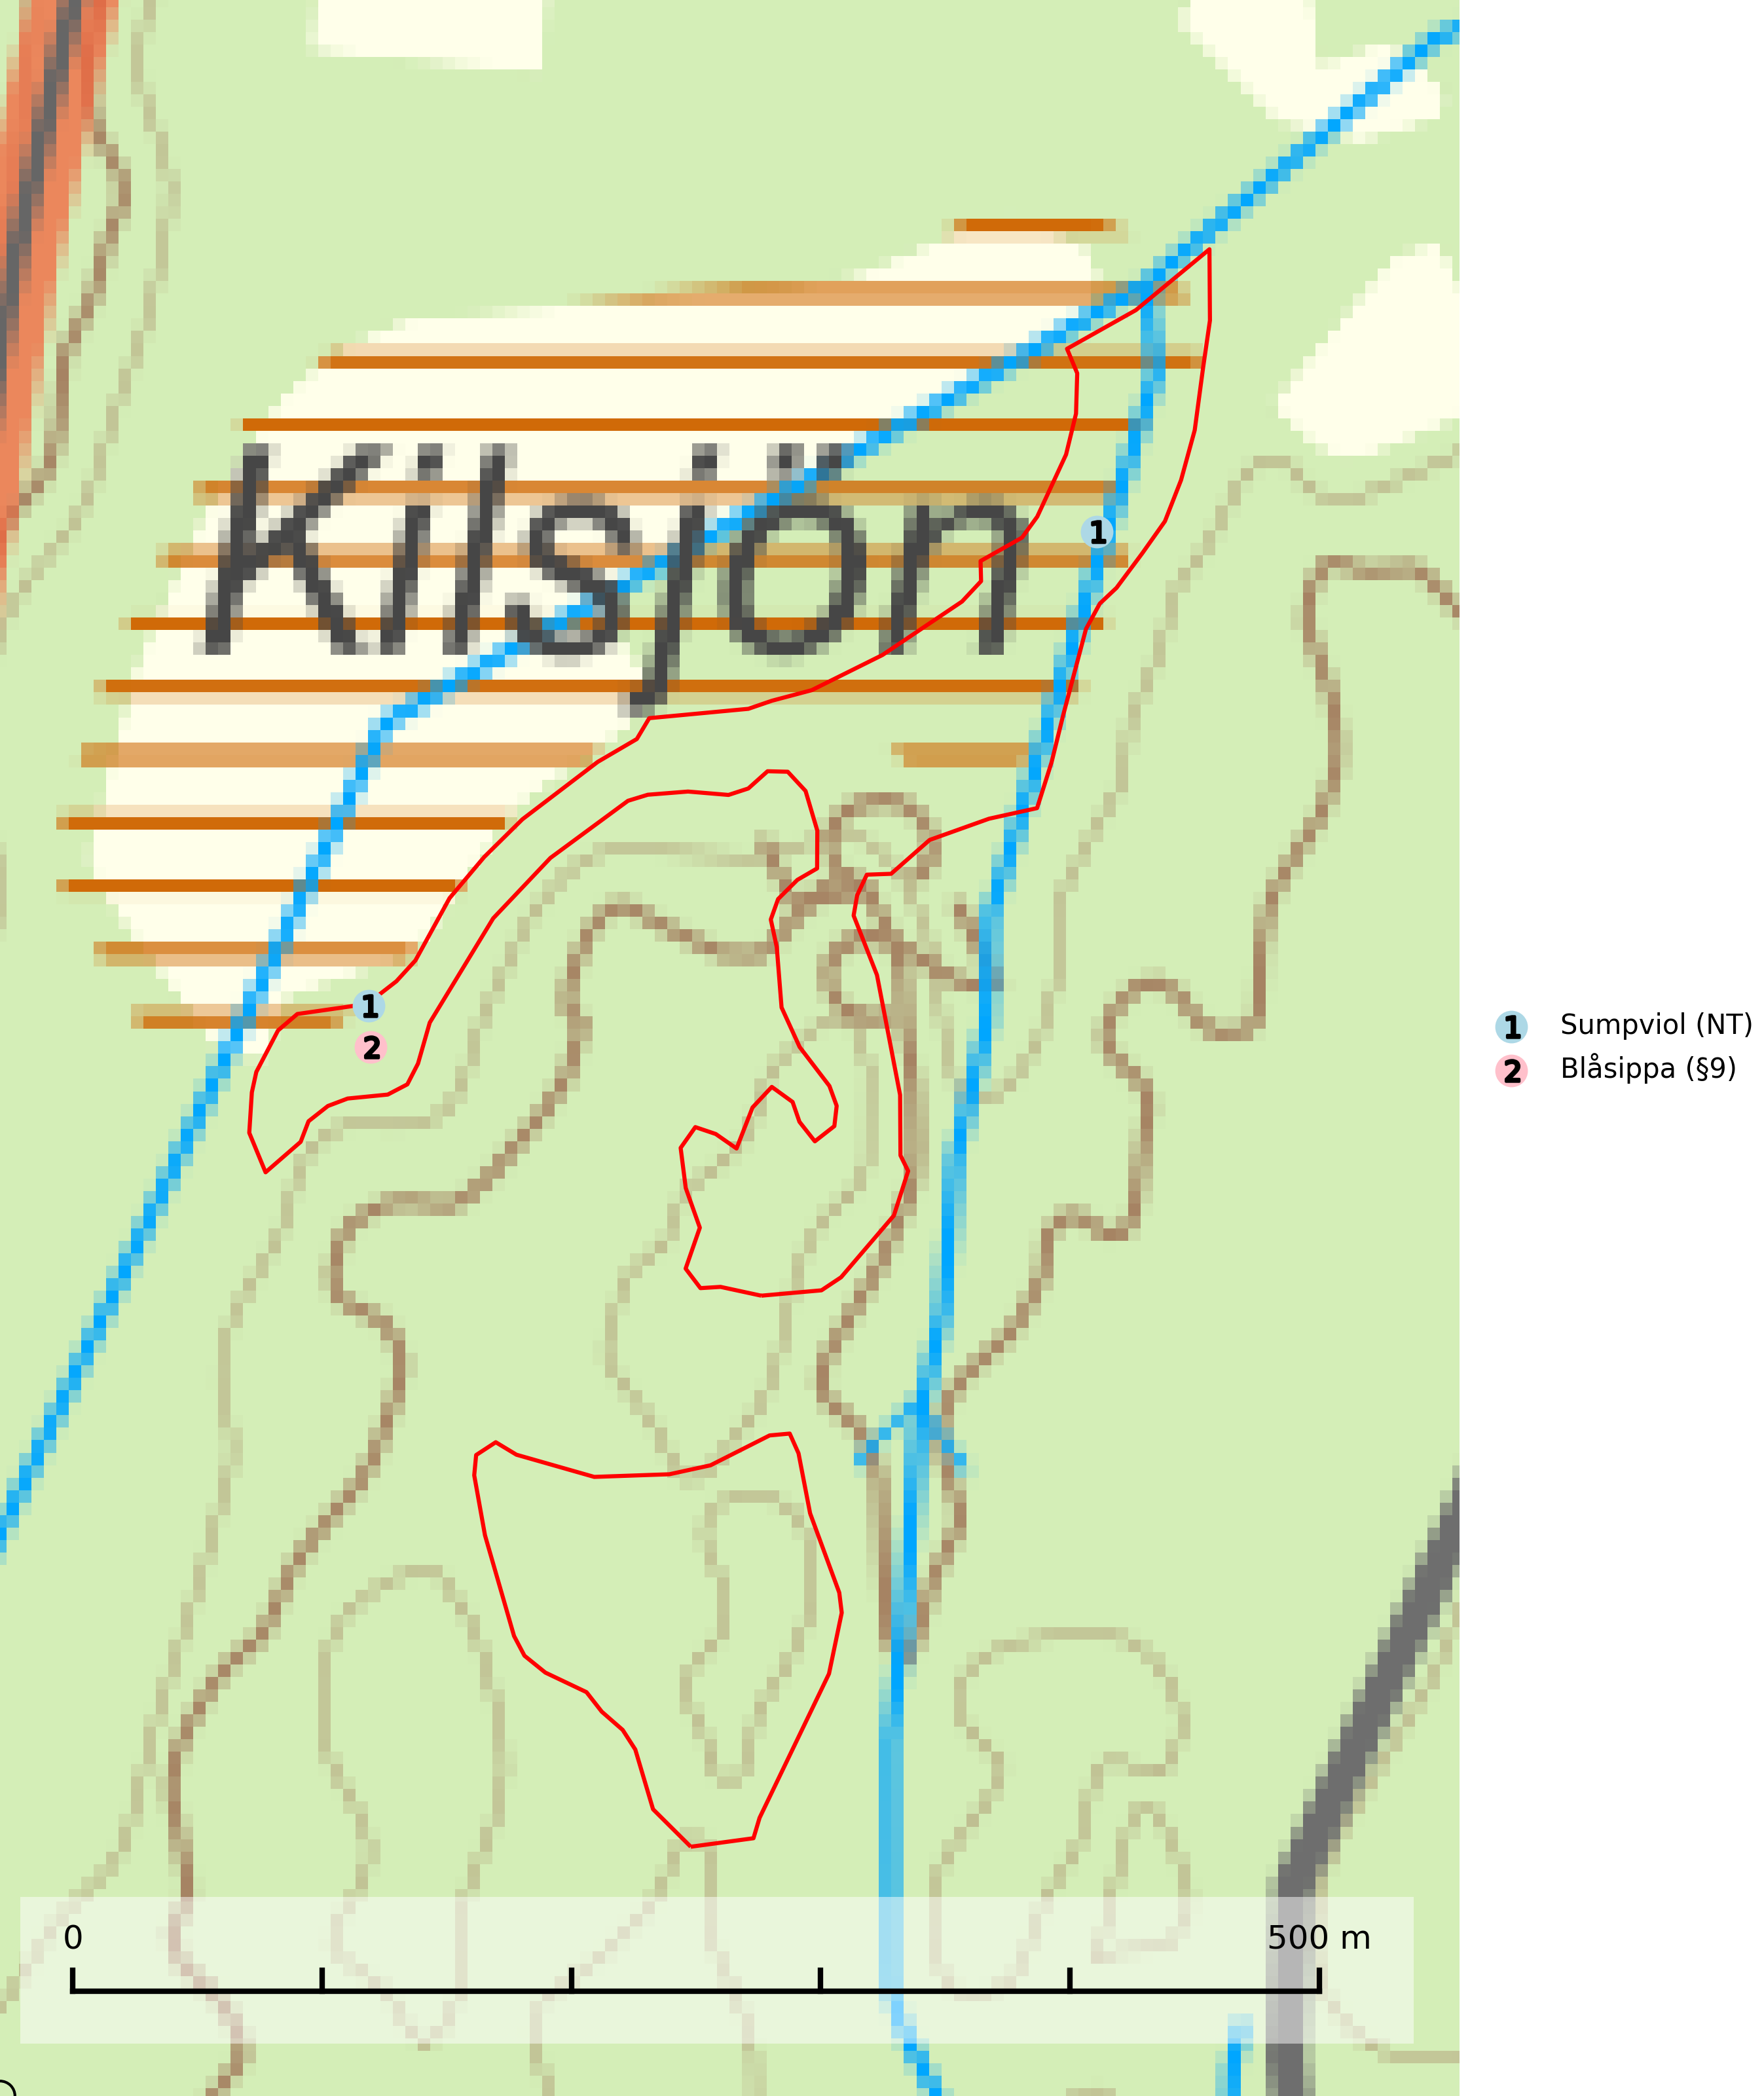 Kilsjön
1
1
2
1 Sumpviol (NT)
2 Blåsippa (§9)
0 500 m